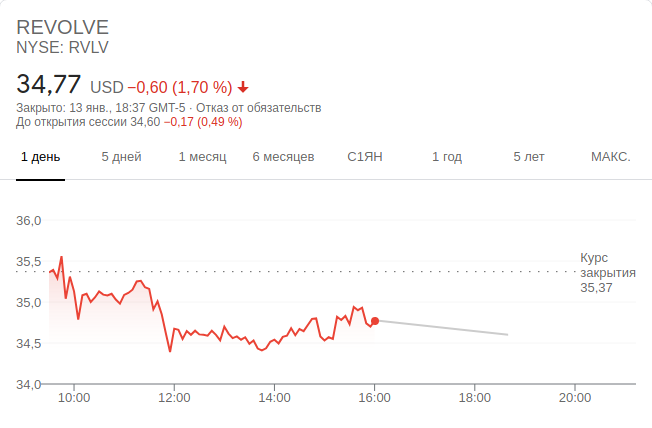 REVOLVE
NYSE: RVLV
34,77 USD −0,60 (1,70 %)
Закрыто: 13 янв., 18:37 GMT-5 · Отказ от обязательств
До открытия сессии 34,60 −0,17 (0,49 %)
1 день 5 дней 1 месяц 6 месяцев С1ЯН 1 год 5 лет МАКС.
36,0
35,5
35,0
34,5
34,0
Курс
закрытия
35,37
10:00 12:00 14:00 16:00 18:00 20:00